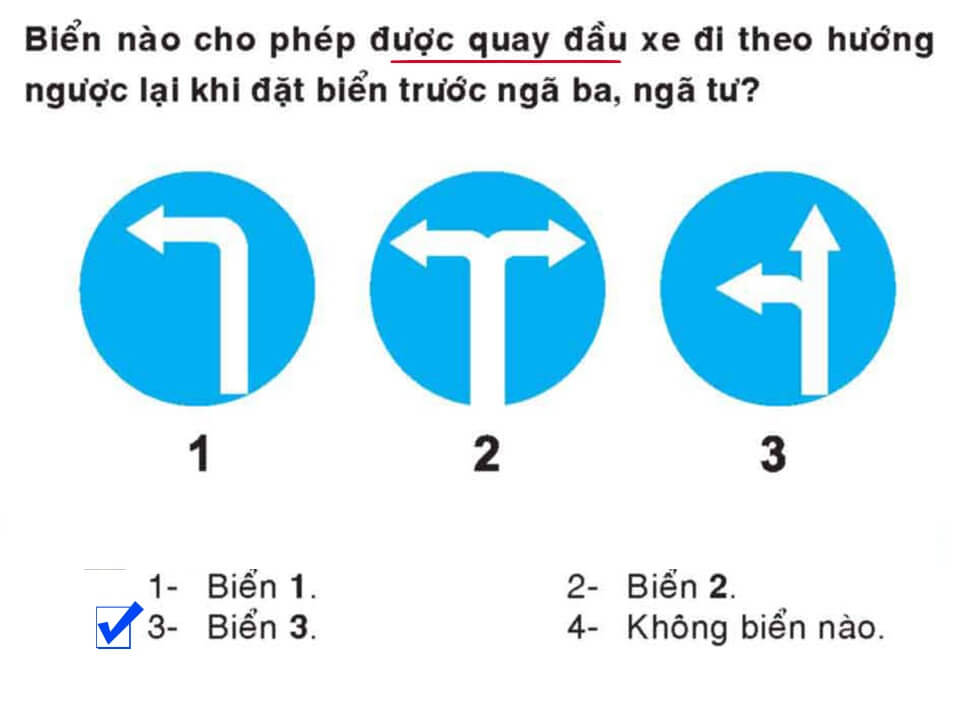 Biển nào cho phép được quay đầu xe đi theo hướng
ngược lại khi đặt biển trước ngã ba, ngã tư?
1 2 3
1- Biển 1. 2- Biển 2.
3- Biển 3. 4- Không biển nào.